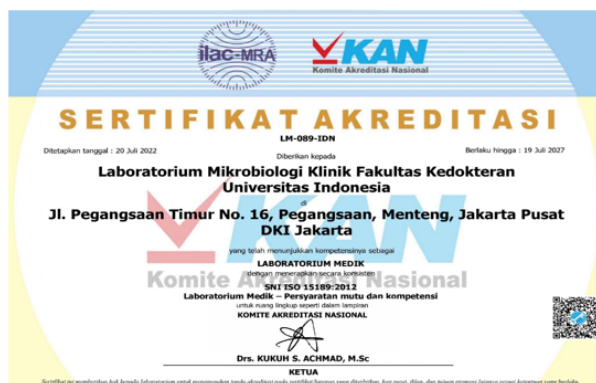 ilac-MRA
KAN
Komite Akreditasi Nasional
SERTIFIKAT AKREDITASI
LM-089-IDN
Ditetapkan tanggal : 20 Juli 2022
Berlaku hingga : 19 Juli 2027
Diberikan kepada
Laboratorium Mikrobiologi Klinik Fakultas Kedokteran
Universitas Indonesia
di
Jl. Pegangsaan Timur No. 16, Pegangsaan, Menteng, Jakarta Pusat
DKI Jakarta
yang telah menunjukkan kompetensinya sebagai
LABORATORIUM MEDIK
dengan menerapkan secara konsisten
SNI ISO 15189:2012
Laboratorium Medik – Persyaratan mutu dan kompetensi
untuk ruang lingkup seperti dalam lampiran
KOMITE AKREDITASI NASIONAL
KAN
Komite Akreditasi Nasional
Drs. KUKUH S. ACHMAD, M.Sc
KETUA